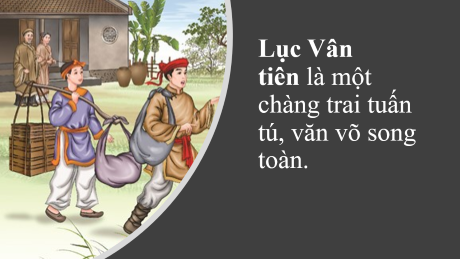 Lục Vân
tiên là một
chàng trai tuấn
tú, văn võ song
toàn.